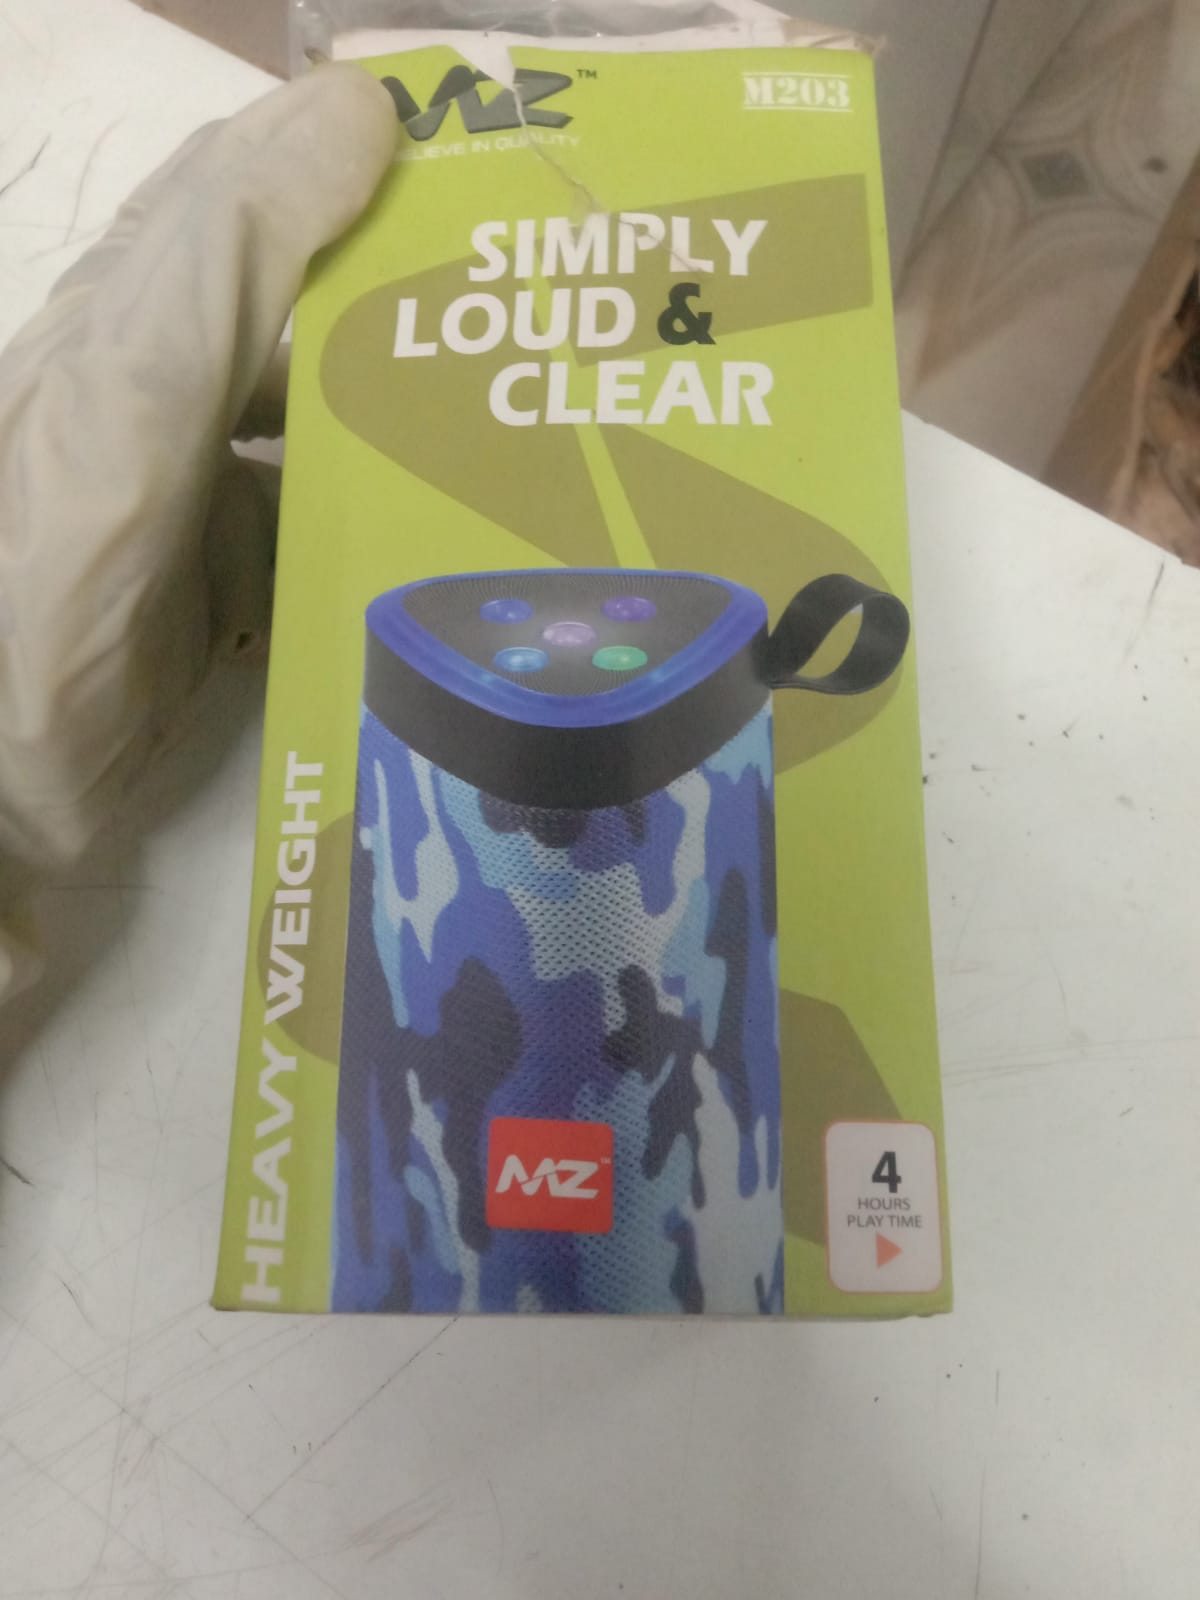 MZ™
BELIEVE IN QUALITY
M203
SIMPLY
LOUD &
CLEAR
HEAVY WEIGHT
MZ™
4
HOURS
PLAY TIME